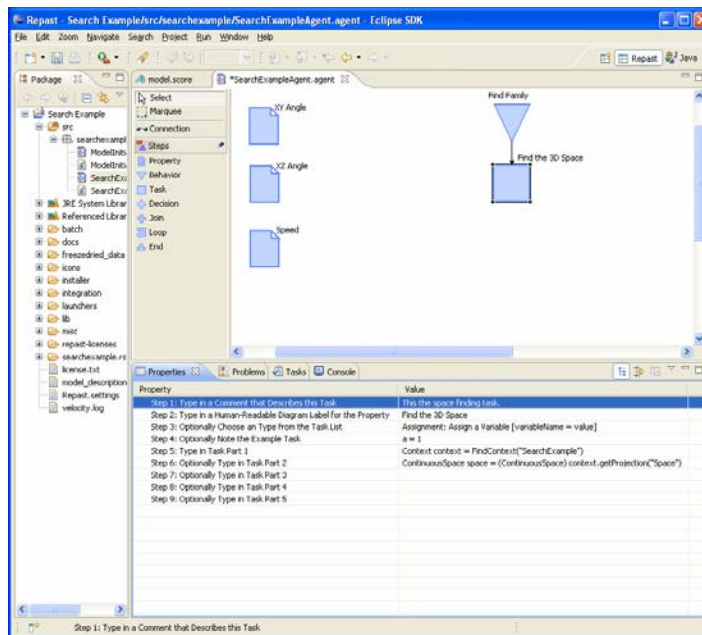 Repast - Search Example/src/searchexample/SearchExampleAgent.agent - Eclipse SDK
File Edit Zoom Navigate Search Project Run Window Help
Repast Java
Package
model.score
*SearchExampleAgent.agent
Search Example
src
searchexampl
ModelIniti
ModelIniti
SearchExa
SearchExa
JRE System Librar
Referenced Librar
batch
docs
freezedried_data
icons
installer
integration
launchers
lib
misc
repast-licenses
searchexample.rs
license.txt
model_description
Repast.settings
velocity.log
Select
Marquee
Connection
Steps
Property
Behavior
Task
Decision
Join
Loop
End
XY Angle
XZ Angle
Speed
Find Family
Find the 3D Space
Properties Problems Tasks Console
Property Value
Step 1: Type in a Comment that Describes this Task This the space finding task.
Step 2: Type in a Human-Readable Diagram Label for the Property Find the 3D Space
Step 3: Optionally Choose an Type from the Task List Assignment: Assign a Variable [variableName = value]
Step 4: Optionally Note the Example Task a = 1
Step 5: Type in Task Part 1 Context context = FindContext("SearchExample")
Step 6: Optionally Type in Task Part 2 ContinuousSpace space = (ContinuousSpace) context.getProjection("Space")
Step 7: Optionally Type in Task Part 3
Step 8: Optionally Type in Task Part 4
Step 9: Optionally Type in Task Part 5
Step 1: Type in a Comment that Describes this Task